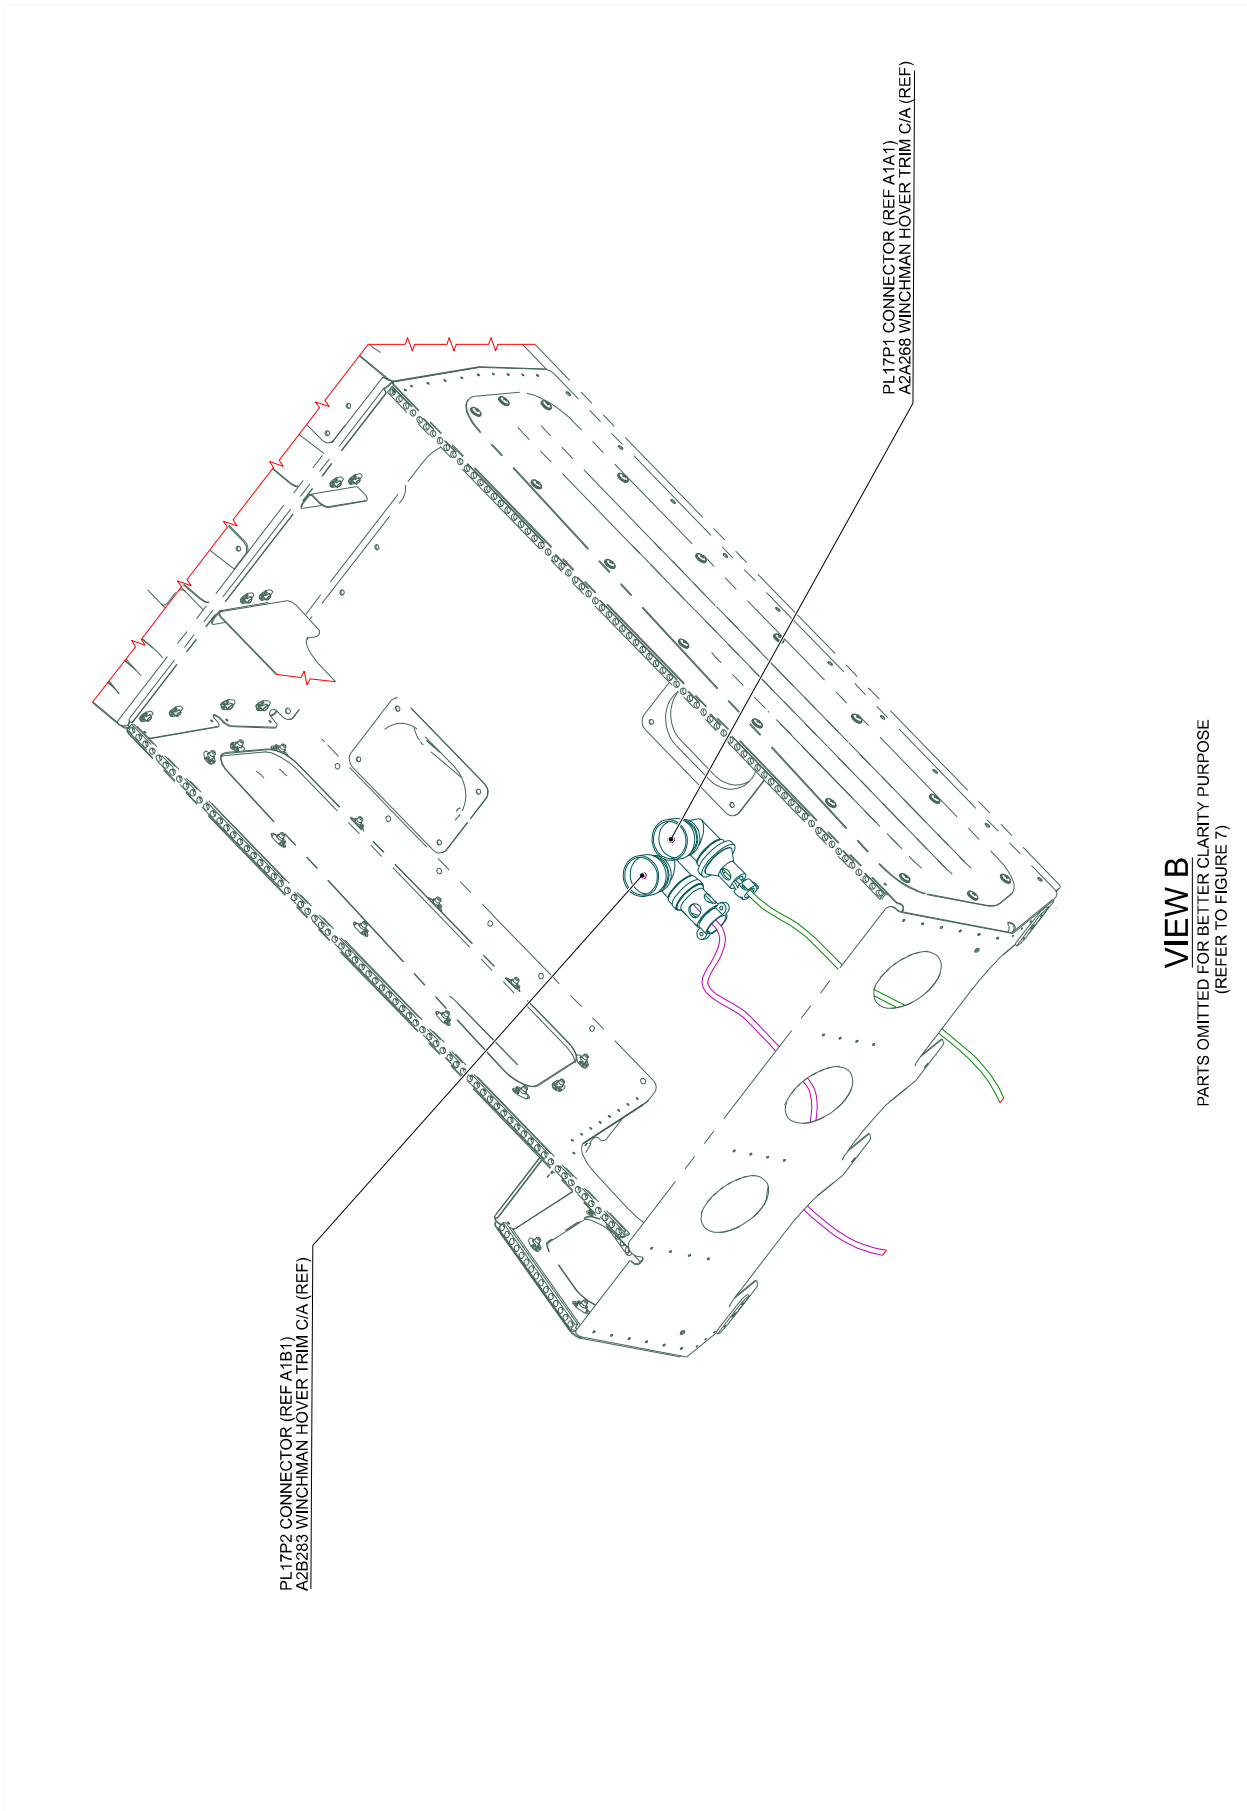 PL17P2 CONNECTOR (REF A1B1)
A2B283 WINCHMAN HOVER TRIM C/A (REF)
PL17P1 CONNECTOR (REF A1A1)
A2A268 WINCHMAN HOVER TRIM C/A (REF)
VIEW B
PARTS OMITTED FOR BETTER CLARITY PURPOSE
(REFER TO FIGURE 7)